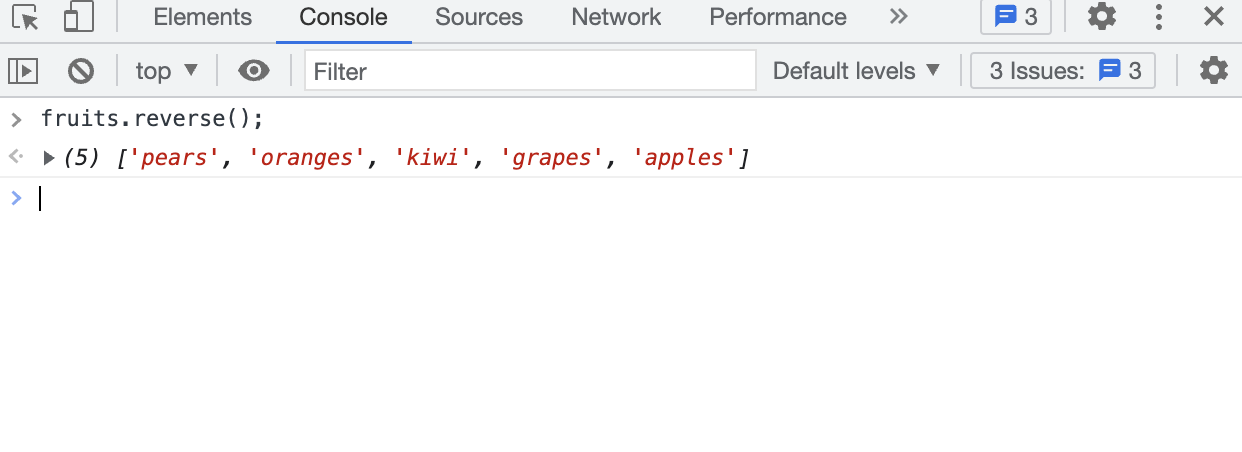 Elements Console Sources Network Performance » 3
top ▼ Filter Default levels ▼ 3 Issues: 3
> fruits.reverse();
(5) ['pears', 'oranges', 'kiwi', 'grapes', 'apples']
>